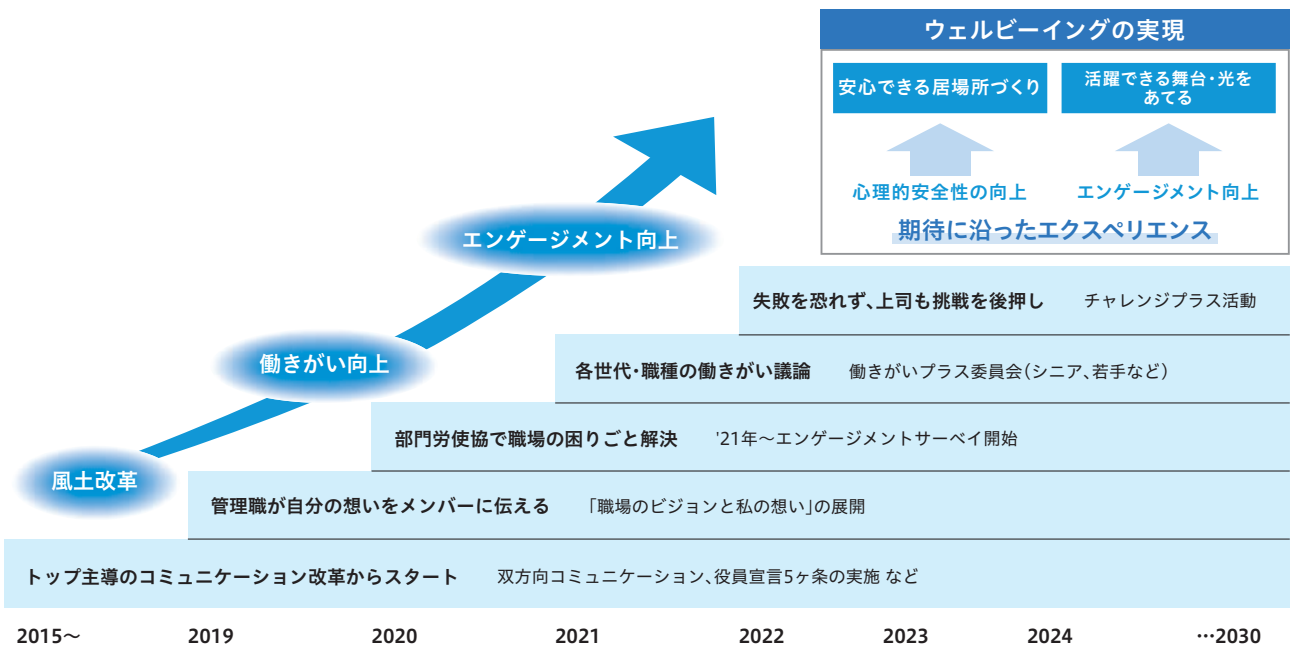 ウェルビーイングの実現
安心できる居場所づくり
活躍できる舞台・光を
あてる
心理的安全性の向上
エンゲージメント向上
期待に沿ったエクスペリエンス
エンゲージメント向上
働きがい向上
風土改革
失敗を恐れず、上司も挑戦を後押し チャレンジプラス活動
各世代・職種の働きがい議論 働きがいプラス委員会(シニア、若手など)
部門労使協で職場の困りごと解決 '21年～エンゲージメントサーベイ開始
管理職が自分の想いをメンバーに伝える 「職場のビジョンと私の想い」の展開
トップ主導のコミュニケーション改革からスタート 双方向コミュニケーション、役員宣言5ヶ条の実施 など
2015～ 2019 2020 2021 2022 2023 2024 …2030